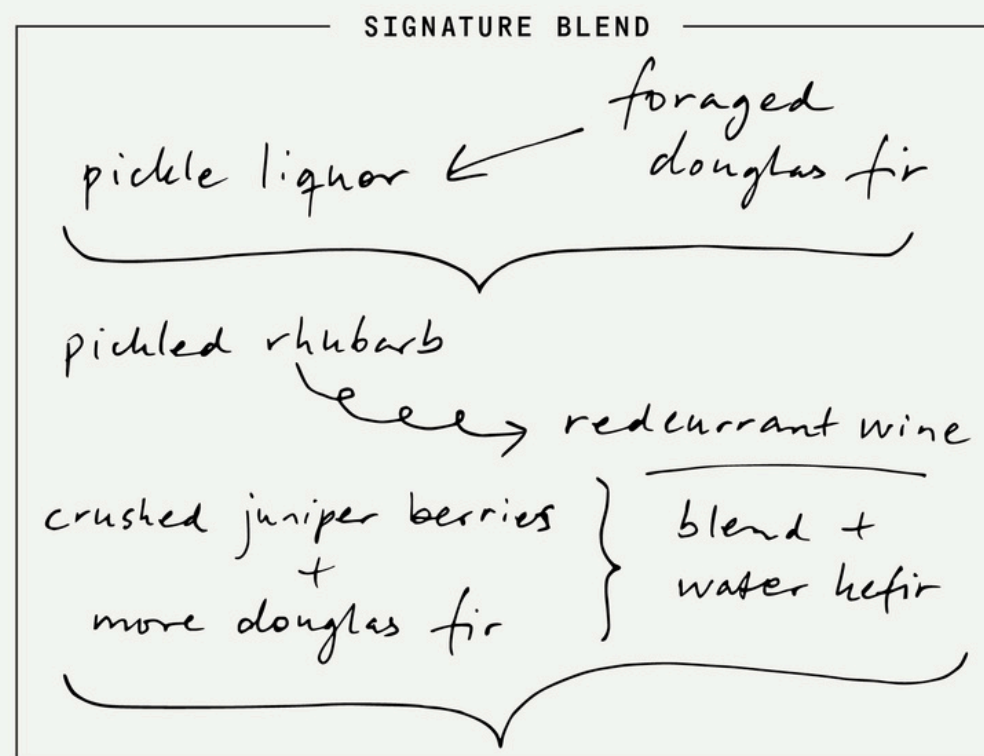 SIGNATURE BLEND
foraged
pickle liquor
douglas fir
pickled rhubarb
redcurrant wine
crushed juniper berries
+
more douglas fir
blend +
water kefir